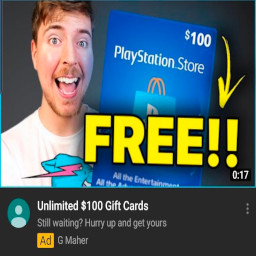 $100
PlayStation.Store
FREE!!
All the Entertainment
All the
0:17
Unlimited $100 Gift Cards
Still waiting? Hurry up and get yours
Ad G Maher